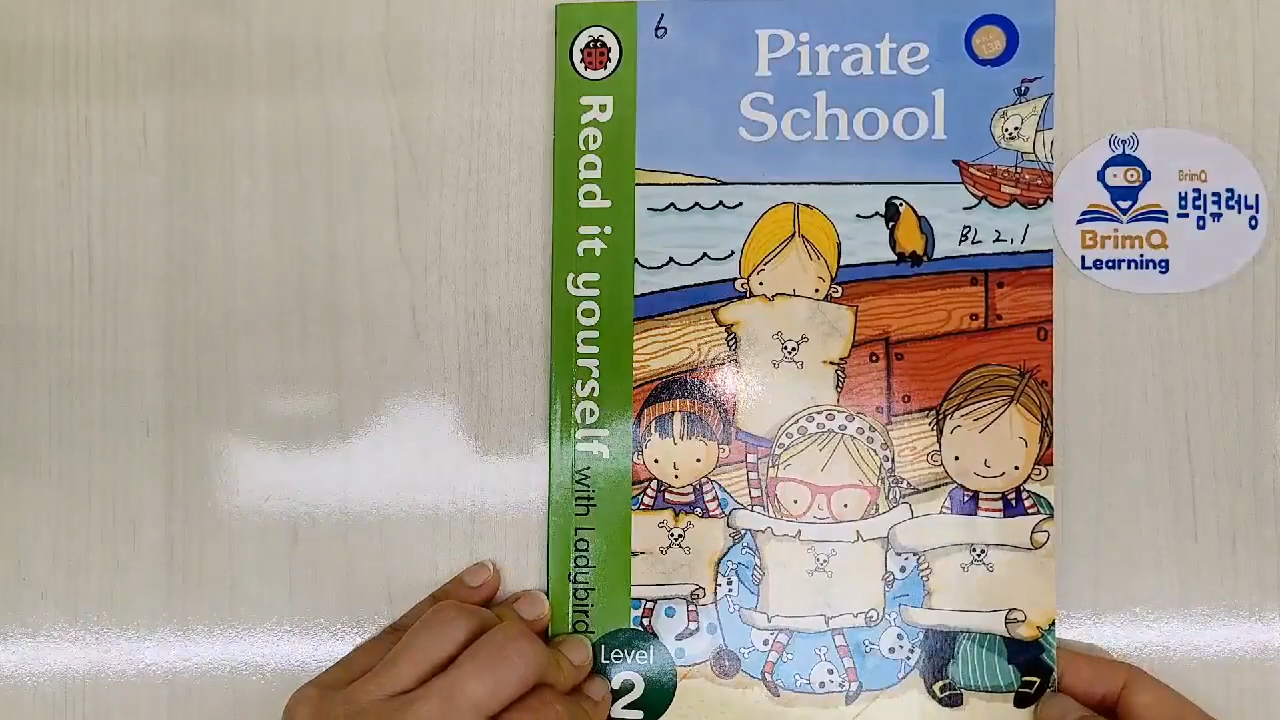 6
Pirate
School
138
BL 2.1
Read it yourself with Ladybird
Level
2
BrimQ
브림큐러닝
BrimQ
Learning